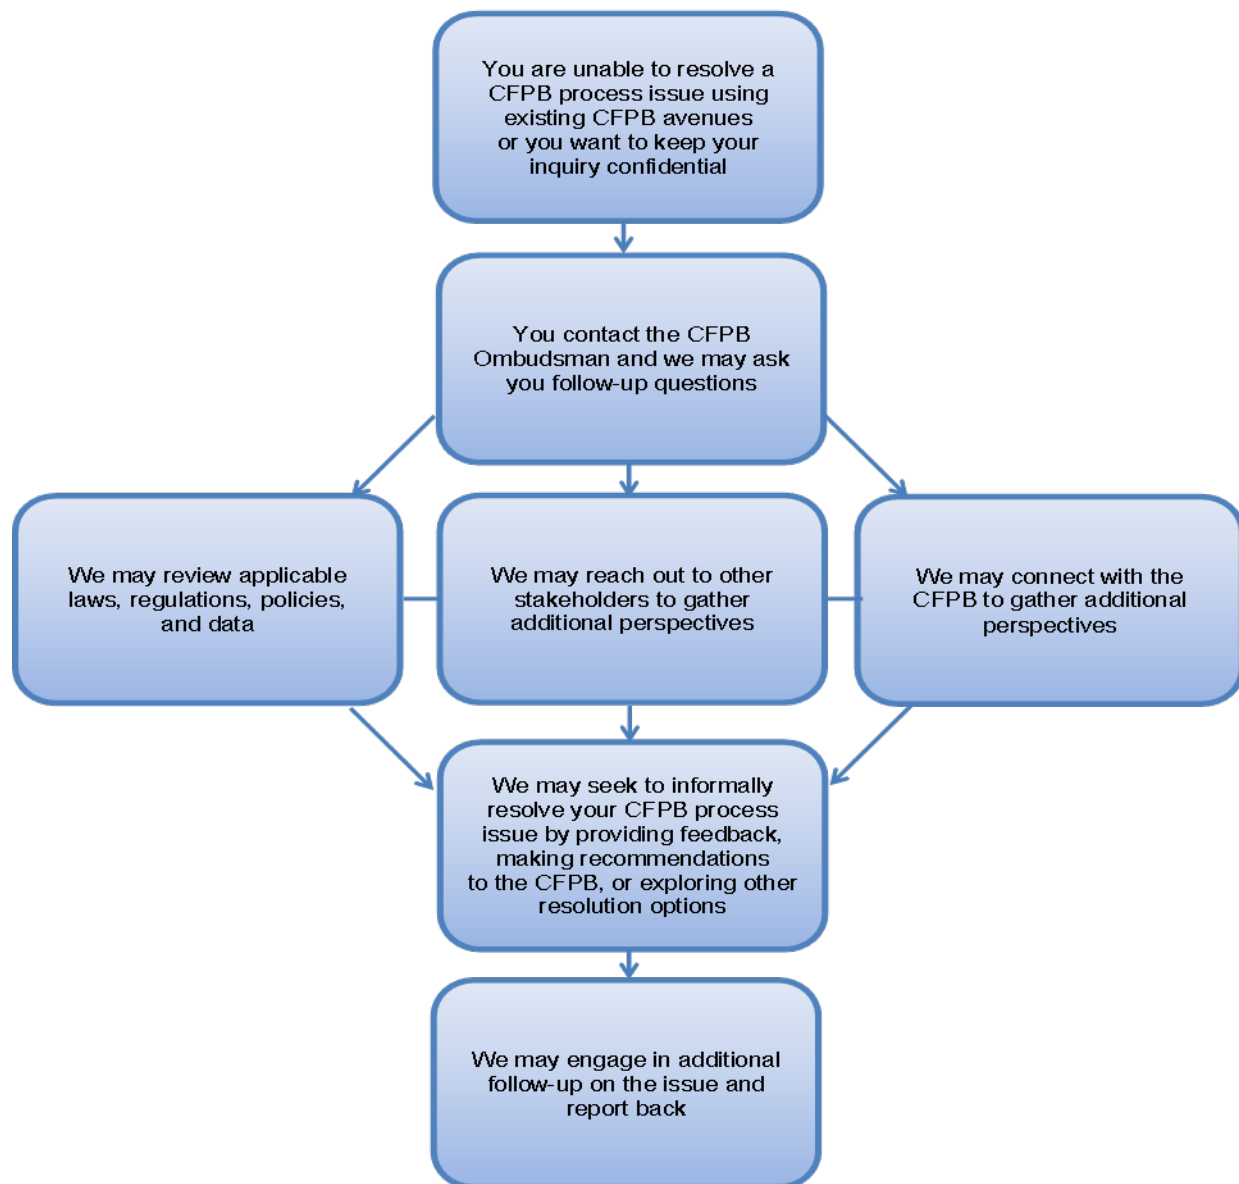 You are unable to resolve a
CFPB process issue using
existing CFPB avenues
or you want to keep your
inquiry confidential
You contact the CFPB
Ombudsman and we may ask
you follow-up questions
We may review applicable
laws, regulations, policies,
and data
We may reach out to other
stakeholders to gather
additional perspectives
We may connect with the
CFPB to gather additional
perspectives
We may seek to informally
resolve your CFPB process
issue by providing feedback,
making recommendations
to the CFPB, or exploring other
resolution options
We may engage in additional
follow-up on the issue and
report back